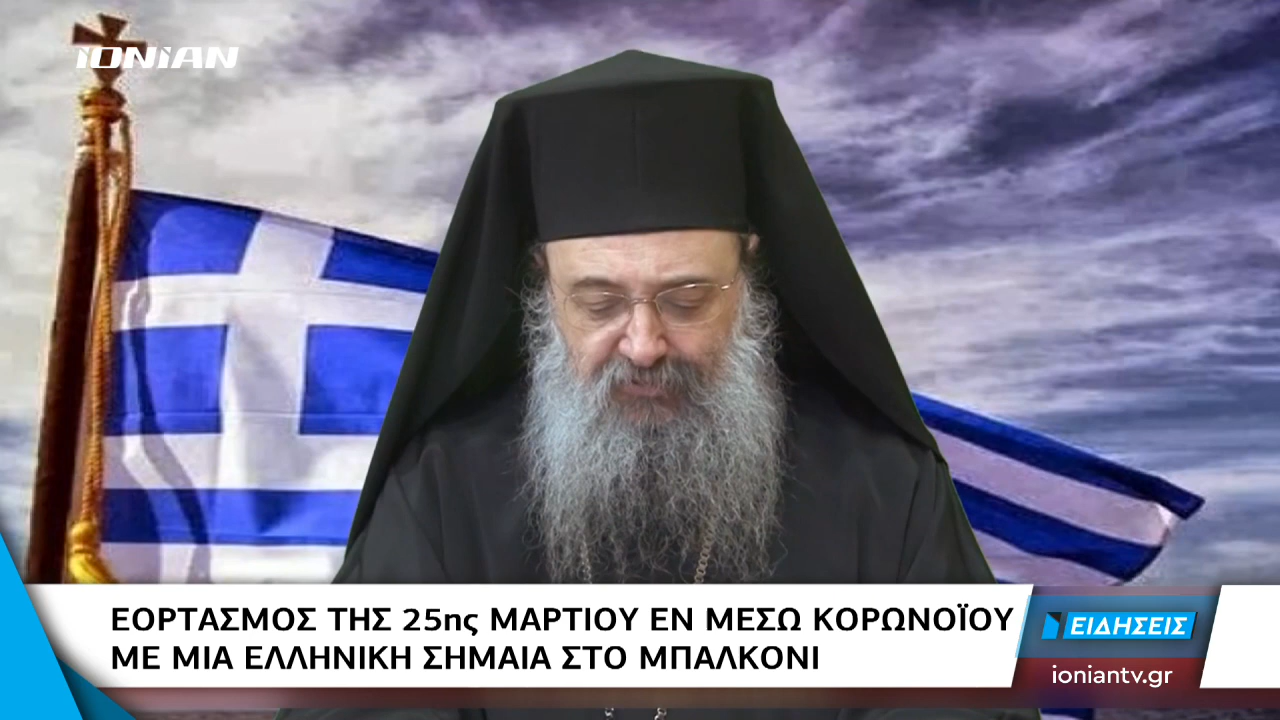 IONIAN
ΕΟΡΤΑΣΜΟΣ ΤΗΣ 25ης ΜΑΡΤΙΟΥ ΕΝ ΜΕΣΩ ΚΟΡΩΝΟΪΟΥ
ΜΕ ΜΙΑ ΕΛΛΗΝΙΚΗ ΣΗΜΑΙΑ ΣΤΟ ΜΠΑΛΚΟΝΙ
ΕΙΔΗΣΕΙΣ
ioniantv.gr